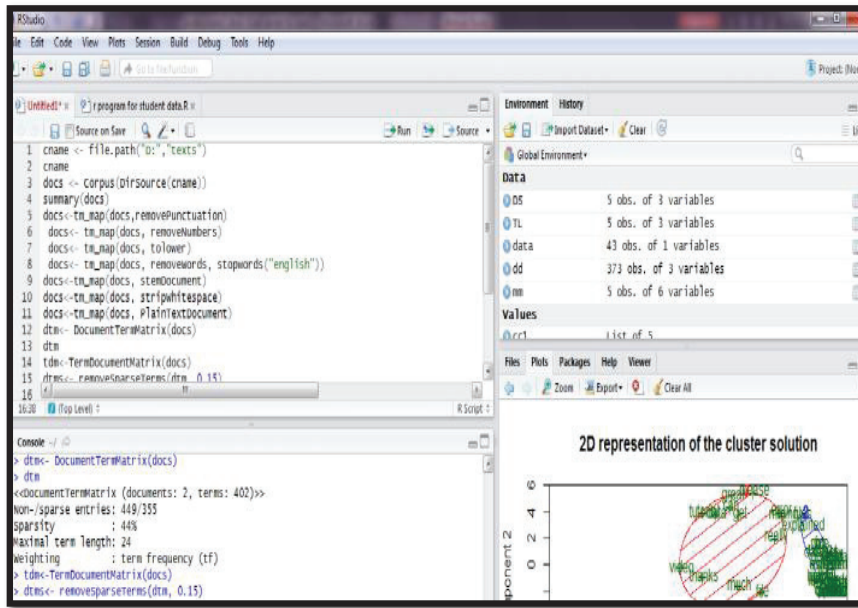 RStudio
ile Edit Code View Plots Session Build Debug Tools Help
Go to file/function
Project: (Non
Untitled1* × r program for student data.R ×
Source on Save Run Source
1 cname <- file.path("D:","texts")
2 cname
3 docs <- Corpus(DirSource(cname))
4 summary(docs)
5 docs<-tm_map(docs,removePunctuation)
6 docs<- tm_map(docs, removeNumbers)
7 docs<- tm_map(docs, tolower)
8 docs<- tm_map(docs, removeWords, stopwords("english"))
9 docs<-tm_map(docs, stemDocument)
10 docs<-tm_map(docs, stripWhitespace)
11 docs<-tm_map(docs, PlainTextDocument)
12 dtm<- DocumentTermMatrix(docs)
13 dtm
14 tdm<-TermDocumentMatrix(docs)
15 dtms<- removeSparseTerms(dtm, 0.15)
16
16:30 (Top Level) R Script
Console ~/
> dtm<- DocumentTermMatrix(docs)
> dtm
<<DocumentTermMatrix (documents: 2, terms: 402)>>
Non-/sparse entries: 449/355
Sparsity : 44%
Maximal term length: 24
Weighting : term frequency (tf)
> tdm<-TermDocumentMatrix(docs)
> dtms<- removeSparseTerms(dtm, 0.15)
Environment History
Import Dataset Clear Li
Global Environment
Data
DS 5 obs. of 3 variables
TL 5 obs. of 3 variables
data 43 obs. of 1 variables
dd 373 obs. of 3 variables
mm 5 obs. of 6 variables
Values
cc1 List of 5
Files Plots Packages Help Viewer
Zoom Export Clear All
2D representation of the cluster solution
ponent 2
6
4
2
0
get
explained
really
thanks
much